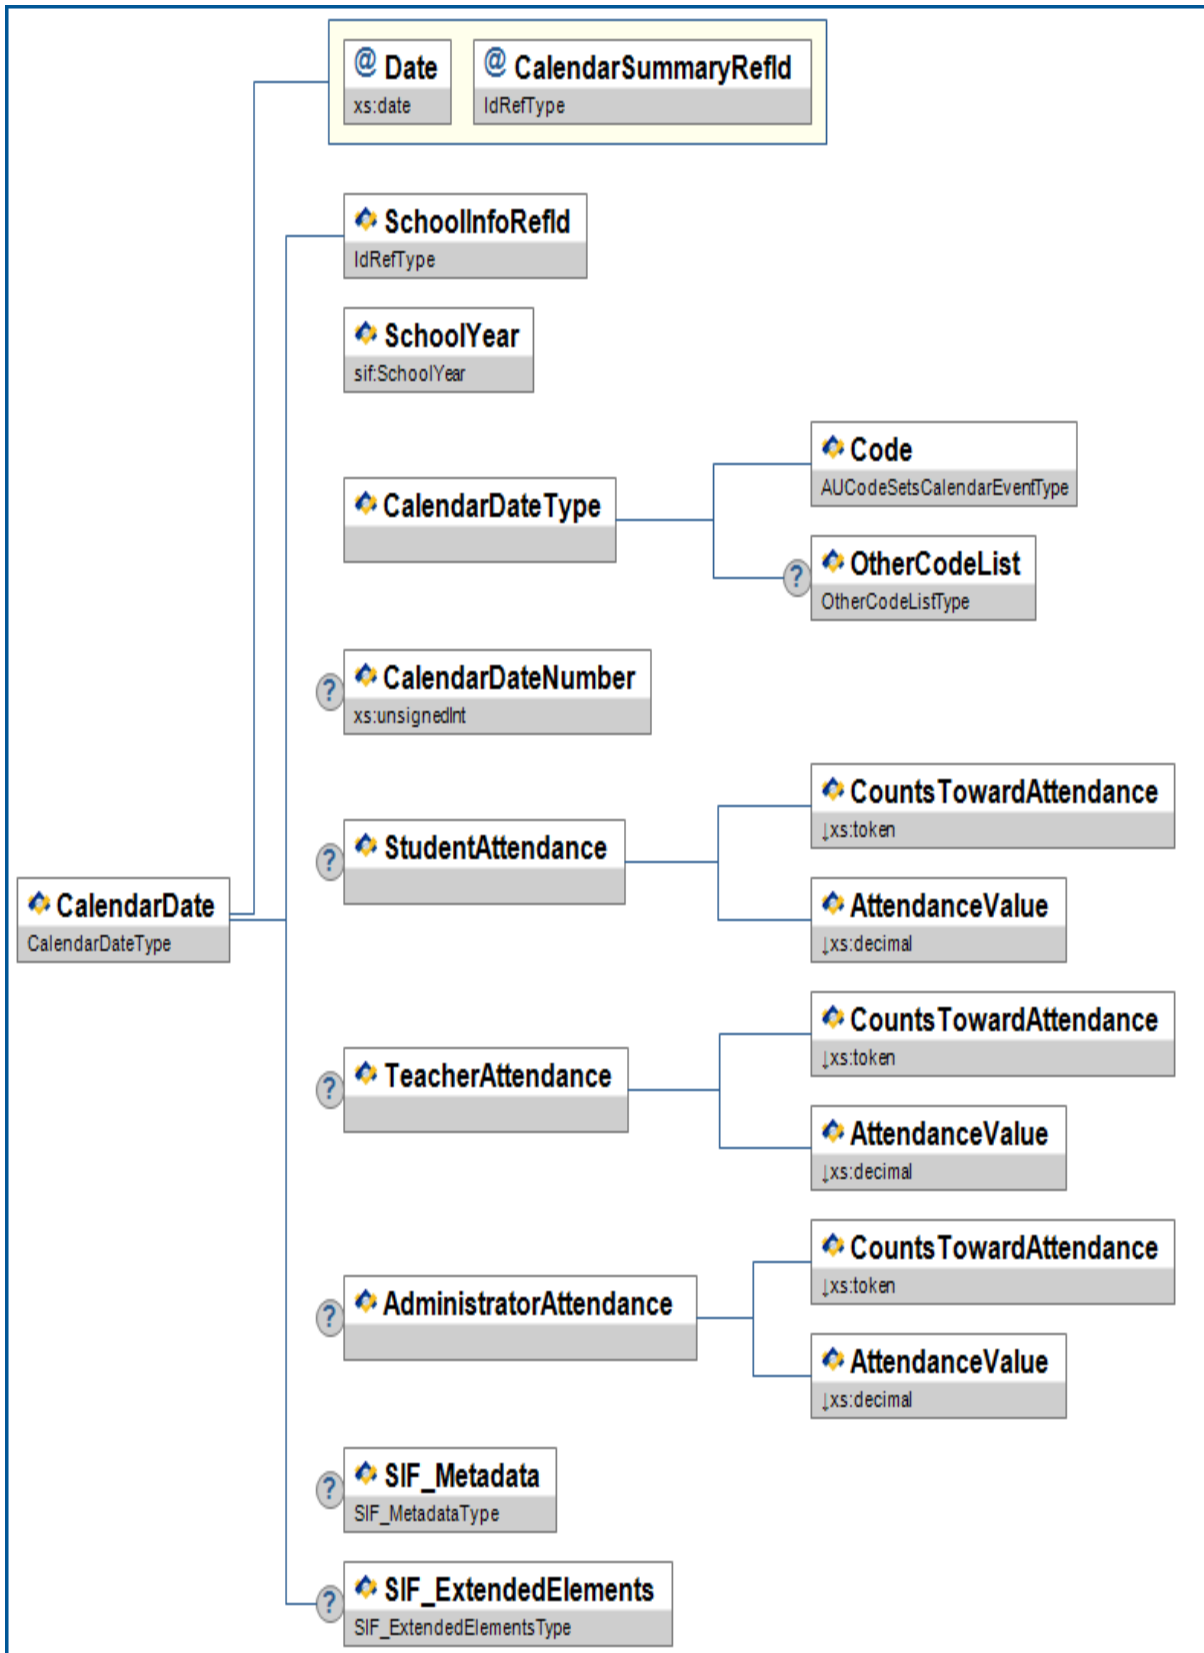 @ Date
xs:date
@ CalendarSummaryRefId
IdRefType
SchoolInfoRefId
IdRefType
SchoolYear
sif:SchoolYear
CalendarDateType
Code
AUCodeSetsCalendarEventType
? OtherCodeList
OtherCodeListType
? CalendarDateNumber
xs:unsignedInt
? StudentAttendance
CountsTowardAttendance
↓xs:token
AttendanceValue
↓xs:decimal
CalendarDate
CalendarDateType
? TeacherAttendance
CountsTowardAttendance
↓xs:token
AttendanceValue
↓xs:decimal
? AdministratorAttendance
CountsTowardAttendance
↓xs:token
AttendanceValue
↓xs:decimal
? SIF_Metadata
SIF_MetadataType
? SIF_ExtendedElements
SIF_ExtendedElementsType